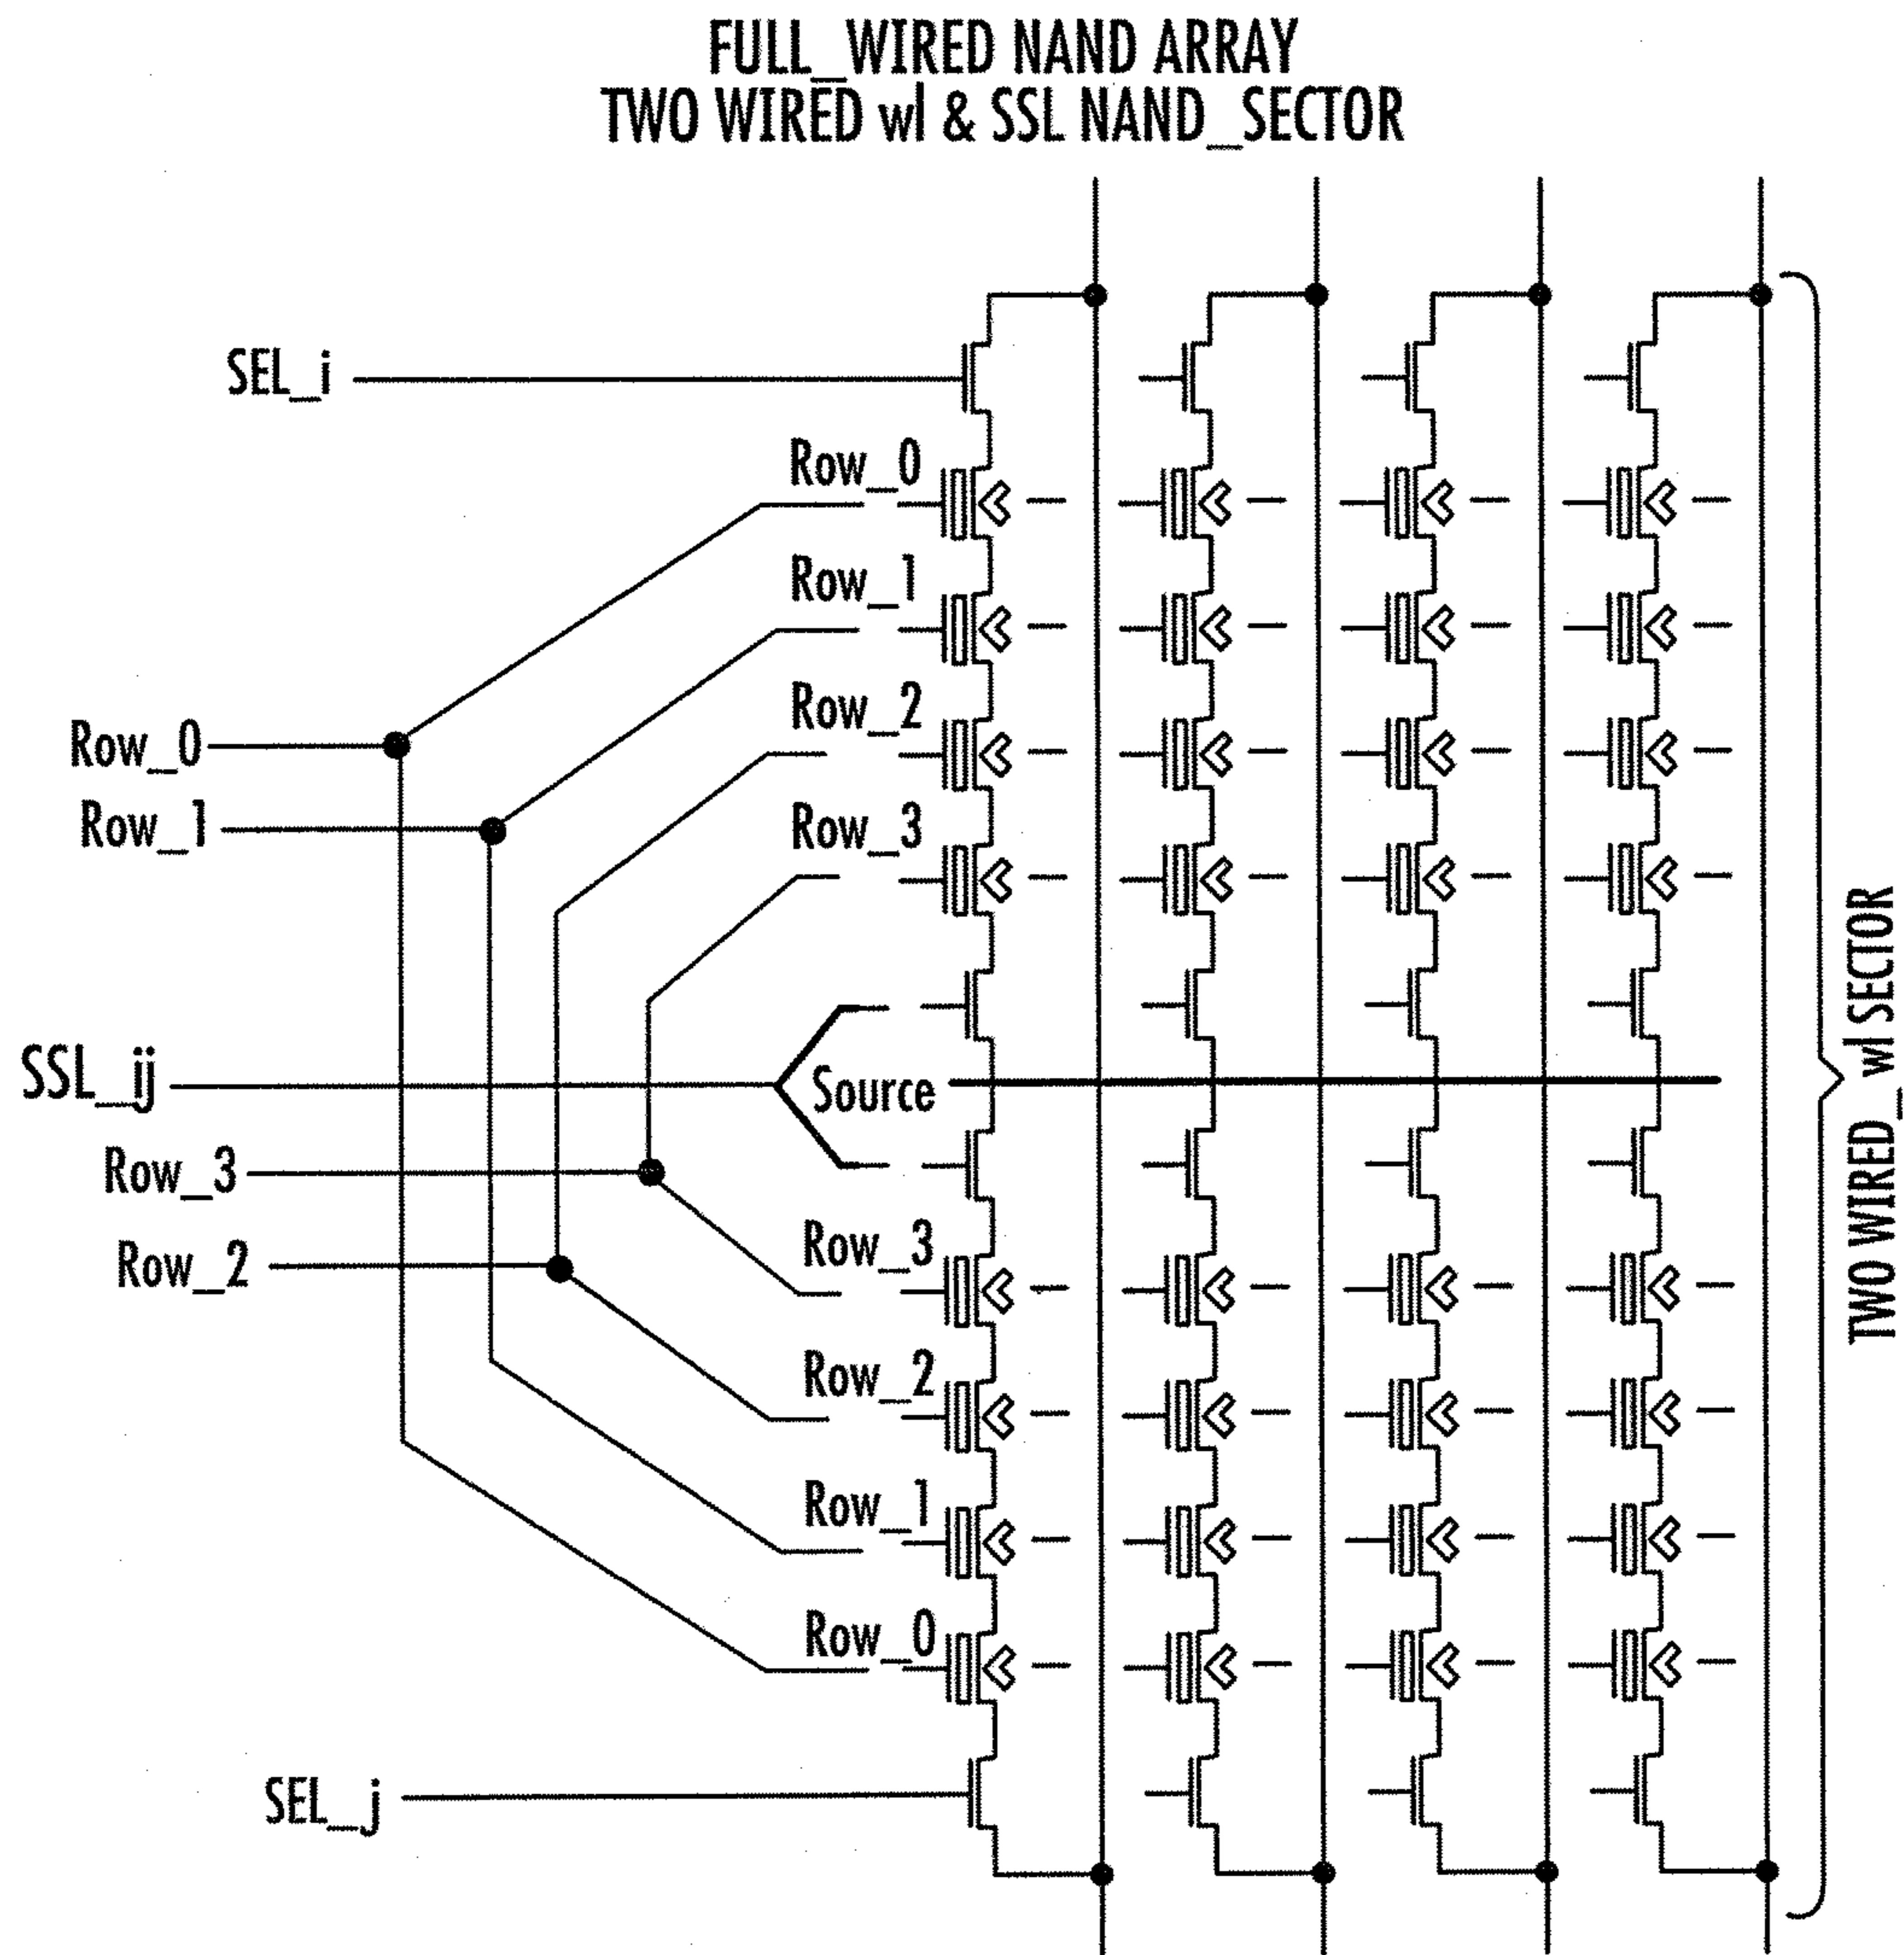 FULL_WIRED NAND ARRAY
TWO WIRED wl & SSL NAND_SECTOR
SEL_i
Row_0
Row_1
Row_2
Row_0
Row_1
Row_3
SSL_ij
Source
Row_3
Row_2
Row_3
Row_2
Row_1
Row_0
SEL_j
TWO WIRED_wl SECTOR